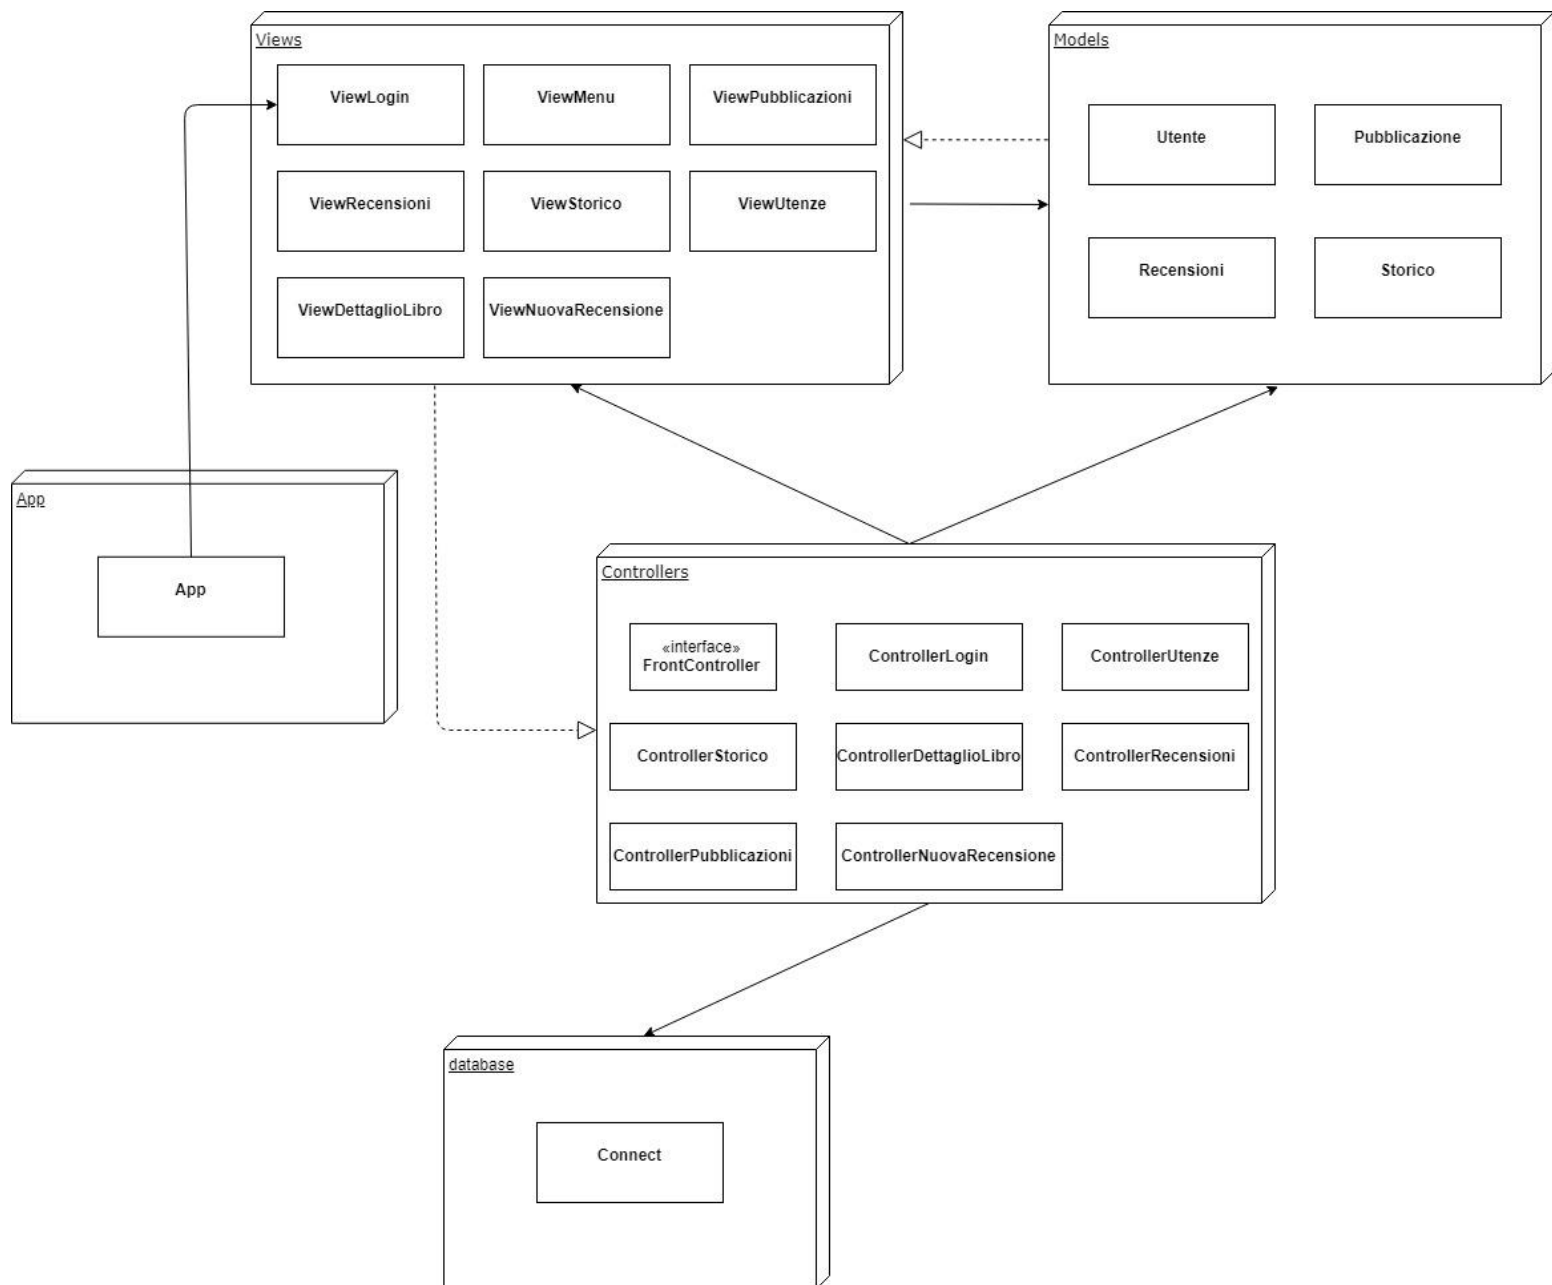 Views
ViewLogin
ViewMenu
ViewPubblicazioni
ViewRecensioni
ViewStorico
ViewUtenze
ViewDettaglioLibro
ViewNuovaRecensione
Models
Utente
Pubblicazione
Recensioni
Storico
App
App
Controllers
«interface»
FrontController
ControllerLogin
ControllerUtenze
ControllerStorico
ControllerDettaglioLibro
ControllerRecensioni
ControllerPubblicazioni
ControllerNuovaRecensione
database
Connect